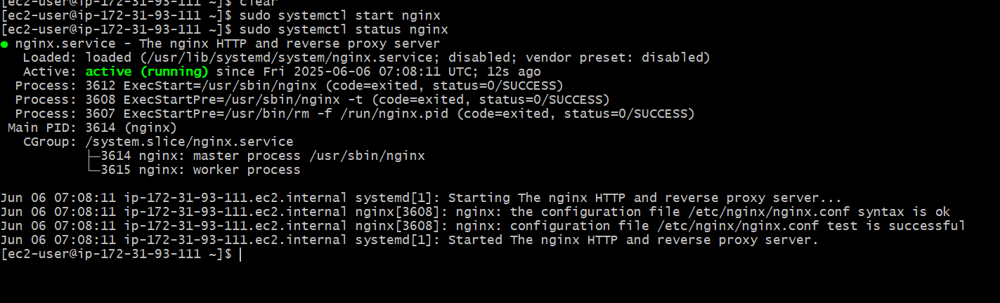 [ec2-user@ip-172-31-93-111 ~]$ clear
[ec2-user@ip-172-31-93-111 ~]$ sudo systemctl start nginx
[ec2-user@ip-172-31-93-111 ~]$ sudo systemctl status nginx
● nginx.service - The nginx HTTP and reverse proxy server
   Loaded: loaded (/usr/lib/systemd/system/nginx.service; disabled; vendor preset: disabled)
   Active: active (running) since Fri 2025-06-06 07:08:11 UTC; 12s ago
  Process: 3612 ExecStart=/usr/sbin/nginx (code=exited, status=0/SUCCESS)
  Process: 3608 ExecStartPre=/usr/sbin/nginx -t (code=exited, status=0/SUCCESS)
  Process: 3607 ExecStartPre=/usr/bin/rm -f /run/nginx.pid (code=exited, status=0/SUCCESS)
 Main PID: 3614 (nginx)
   CGroup: /system.slice/nginx.service
           ├─3614 nginx: master process /usr/sbin/nginx
           └─3615 nginx: worker process

Jun 06 07:08:11 ip-172-31-93-111.ec2.internal systemd[1]: Starting The nginx HTTP and reverse proxy server...
Jun 06 07:08:11 ip-172-31-93-111.ec2.internal nginx[3608]: nginx: the configuration file /etc/nginx/nginx.conf syntax is ok
Jun 06 07:08:11 ip-172-31-93-111.ec2.internal nginx[3608]: nginx: configuration file /etc/nginx/nginx.conf test is successful
Jun 06 07:08:11 ip-172-31-93-111.ec2.internal systemd[1]: Started The nginx HTTP and reverse proxy server.
[ec2-user@ip-172-31-93-111 ~]$